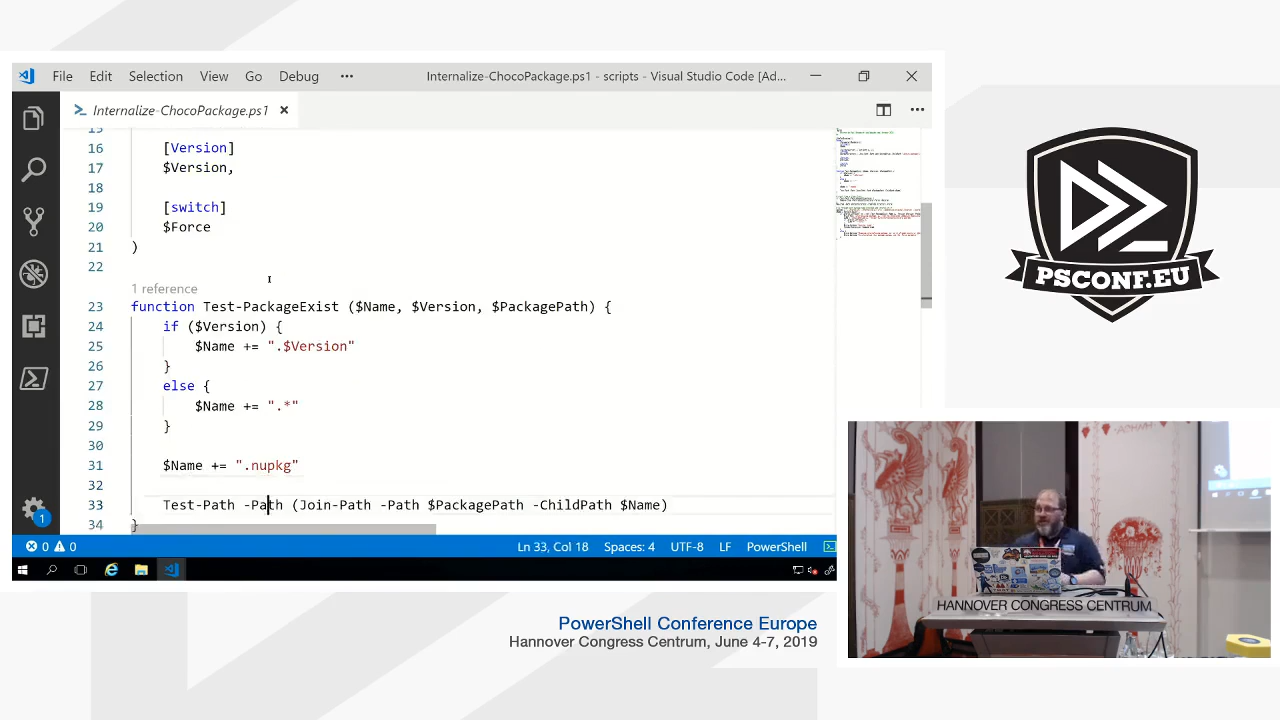 File Edit Selection View Go Debug ••• Internalize-ChocoPackage.ps1 - scripts - Visual Studio Code [Ad...
Internalize-ChocoPackage.ps1
15
16 [Version]
17 $Version,
18
19 [switch]
20 $Force
21 )
22
1 reference
23 function Test-PackageExist ($Name, $Version, $PackagePath) {
24 if ($Version) {
25 $Name += ".$Version"
26 }
27 else {
28 $Name += ".*"
29 }
30
31 $Name += ".nupkg"
32
33 Test-Path -Path (Join-Path -Path $PackagePath -ChildPath $Name)
34 }
1
0 0 Ln 33, Col 18 Spaces: 4 UTF-8 LF PowerShell
PSCONF.EU
HANNOVER CONGRESS CENTRUM
PowerShell Conference Europe
Hannover Congress Centrum, June 4-7, 2019